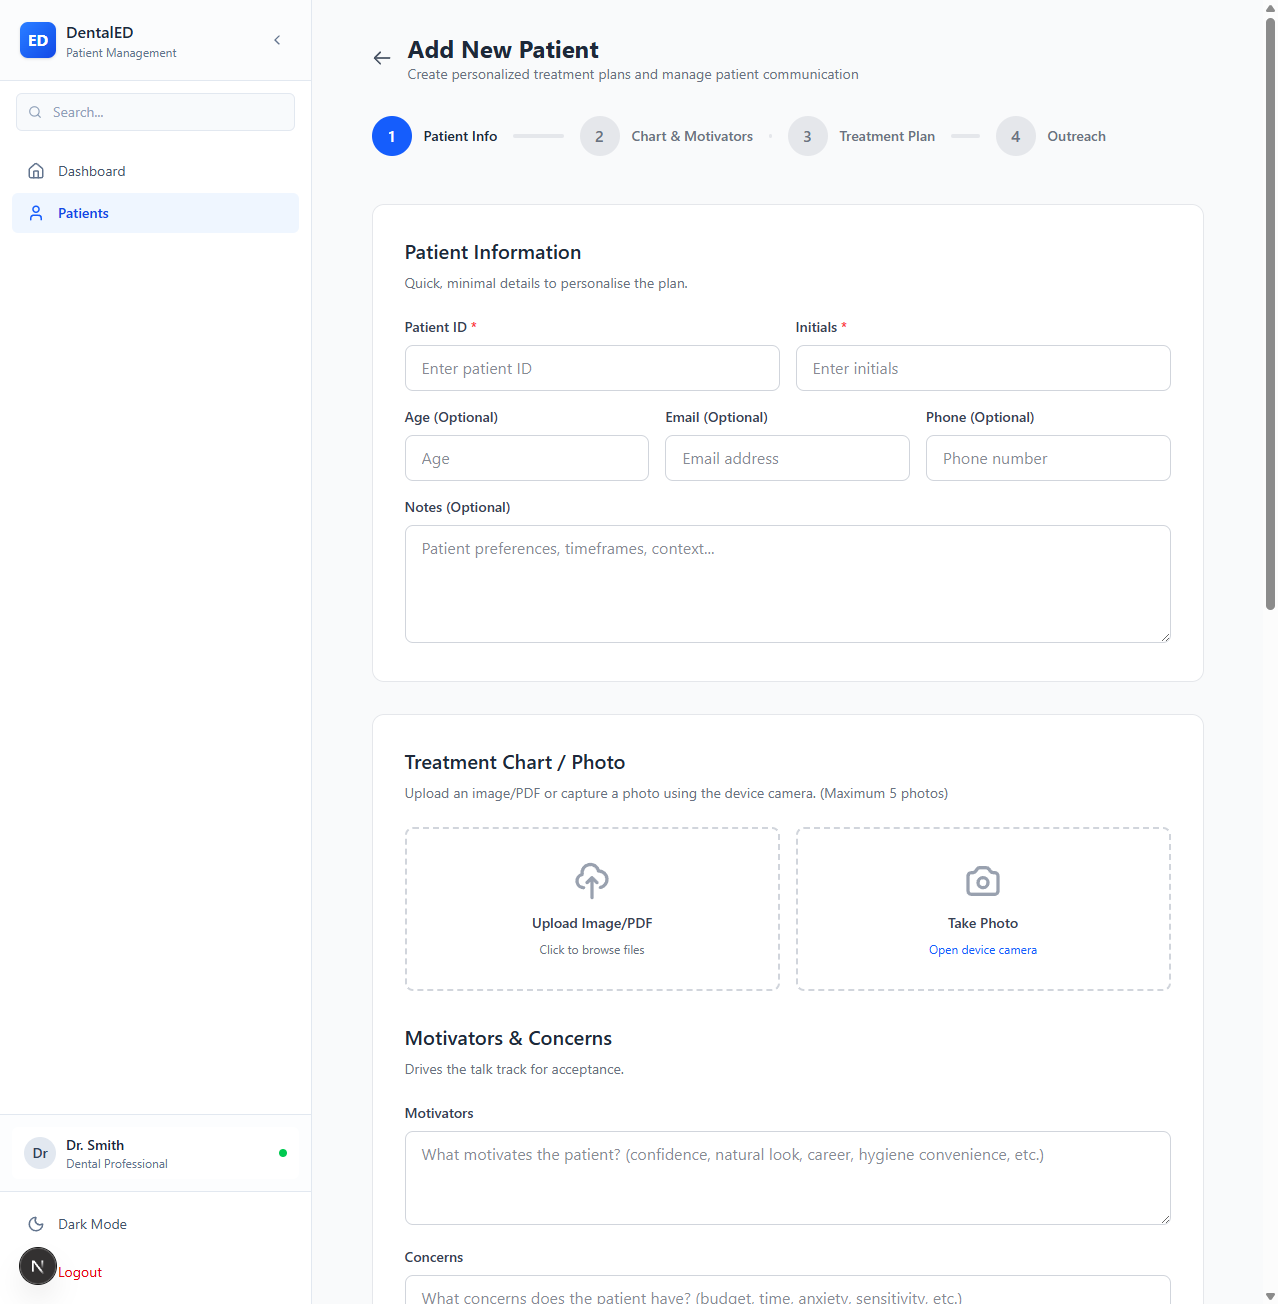 ED
DentalED
Patient Management
Search...
Dashboard
Patients
Dr
Dr. Smith
Dental Professional
Dark Mode
N
Logout
Add New Patient
Create personalized treatment plans and manage patient communication
1 Patient Info 2 Chart & Motivators 3 Treatment Plan 4 Outreach
Patient Information
Quick, minimal details to personalise the plan.
Patient ID * Initials *
Enter patient ID Enter initials
Age (Optional) Email (Optional) Phone (Optional)
Age Email address Phone number
Notes (Optional)
Patient preferences, timeframes, context...
Treatment Chart / Photo
Upload an image/PDF or capture a photo using the device camera. (Maximum 5 photos)
Upload Image/PDF
Click to browse files
Take Photo
Open device camera
Motivators & Concerns
Drives the talk track for acceptance.
Motivators
What motivates the patient? (confidence, natural look, career, hygiene convenience, etc.)
Concerns
What concerns does the patient have? (budget, time, anxiety, sensitivity, etc.)